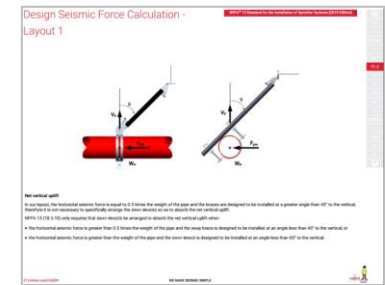 Design Seismic Force Calculation -
Layout 1
NFPA® 13 Standard for the Installation of Sprinkler Systems (2019 Edition)
θ
θ
Fpw
Fpw
Wp
Wp
Net vertical uplift
In our layout, the horizontal seismic force is equal to 0.5 times the weight of the pipe and the braces are designed to be installed at a greater angle than 45° to the vertical,
therefore it is not necessary to specifically arrange the sway braces so as to absorb the net vertical uplift.
NFPA 13 (18.5.10) only requires that sway braces be arranged to absorb the net vertical uplift when:
• the horizontal seismic force is greater than 0.5 times the weight of the pipe and the sway brace is designed to be installed at an angle less than 45° to the vertical, or
• the horizontal seismic force is greater than the weight of the pipe and the sway brace is designed to be installed at an angle less than 60° to the vertical.
WE MAKE SEISMIC SIMPLE